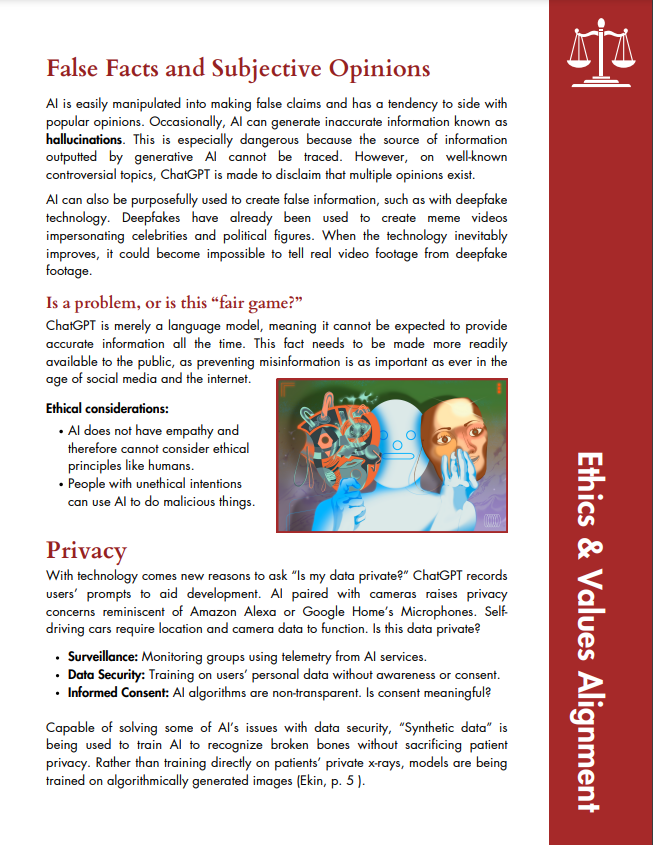 False Facts and Subjective Opinions
AI is easily manipulated into making false claims and has a tendency to side with
popular opinions. Occasionally, AI can generate inaccurate information known as
hallucinations. This is especially dangerous because the source of information
outputted by generative AI cannot be traced. However, on well-known
controversial topics, ChatGPT is made to disclaim that multiple opinions exist.
AI can also be purposefully used to create false information, such as with deepfake
technology. Deepfakes have already been used to create meme videos
impersonating celebrities and political figures. When the technology inevitably
improves, it could become impossible to tell real video footage from deepfake
footage.
Is a problem, or is this “fair game?”
ChatGPT is merely a language model, meaning it cannot be expected to provide
accurate information all the time. This fact needs to be made more readily
available to the public, as preventing misinformation is as important as ever in the
age of social media and the internet.
Ethical considerations:
• AI does not have empathy and
therefore cannot consider ethical
principles like humans.
• People with unethical intentions
can use AI to do malicious things.
Privacy
With technology comes new reasons to ask “Is my data private?” ChatGPT records
users’ prompts to aid development. AI paired with cameras raises privacy
concerns reminiscent of Amazon Alexa or Google Home’s Microphones. Self-
driving cars require location and camera data to function. Is this data private?
• Surveillance: Monitoring groups using telemetry from AI services.
• Data Security: Training on users’ personal data without awareness or consent.
• Informed Consent: AI algorithms are non-transparent. Is consent meaningful?
Capable of solving some of AI’s issues with data security, “Synthetic data” is
being used to train AI to recognize broken bones without sacrificing patient
privacy. Rather than training directly on patients’ private x-rays, models are being
trained on algorithmically generated images (Ekin, p. 5 ).
Ethics & Values Alignment